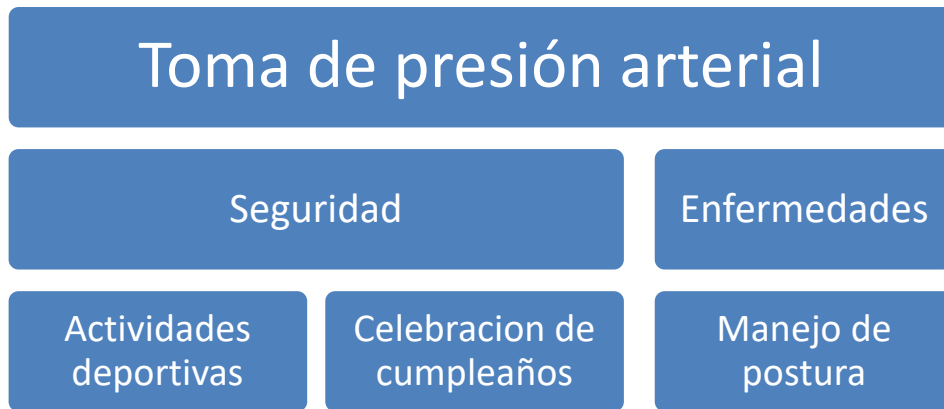 Toma de presión arterial
Seguridad
Enfermedades
Actividades
deportivas
Celebracion de
cumpleaños
Manejo de
postura